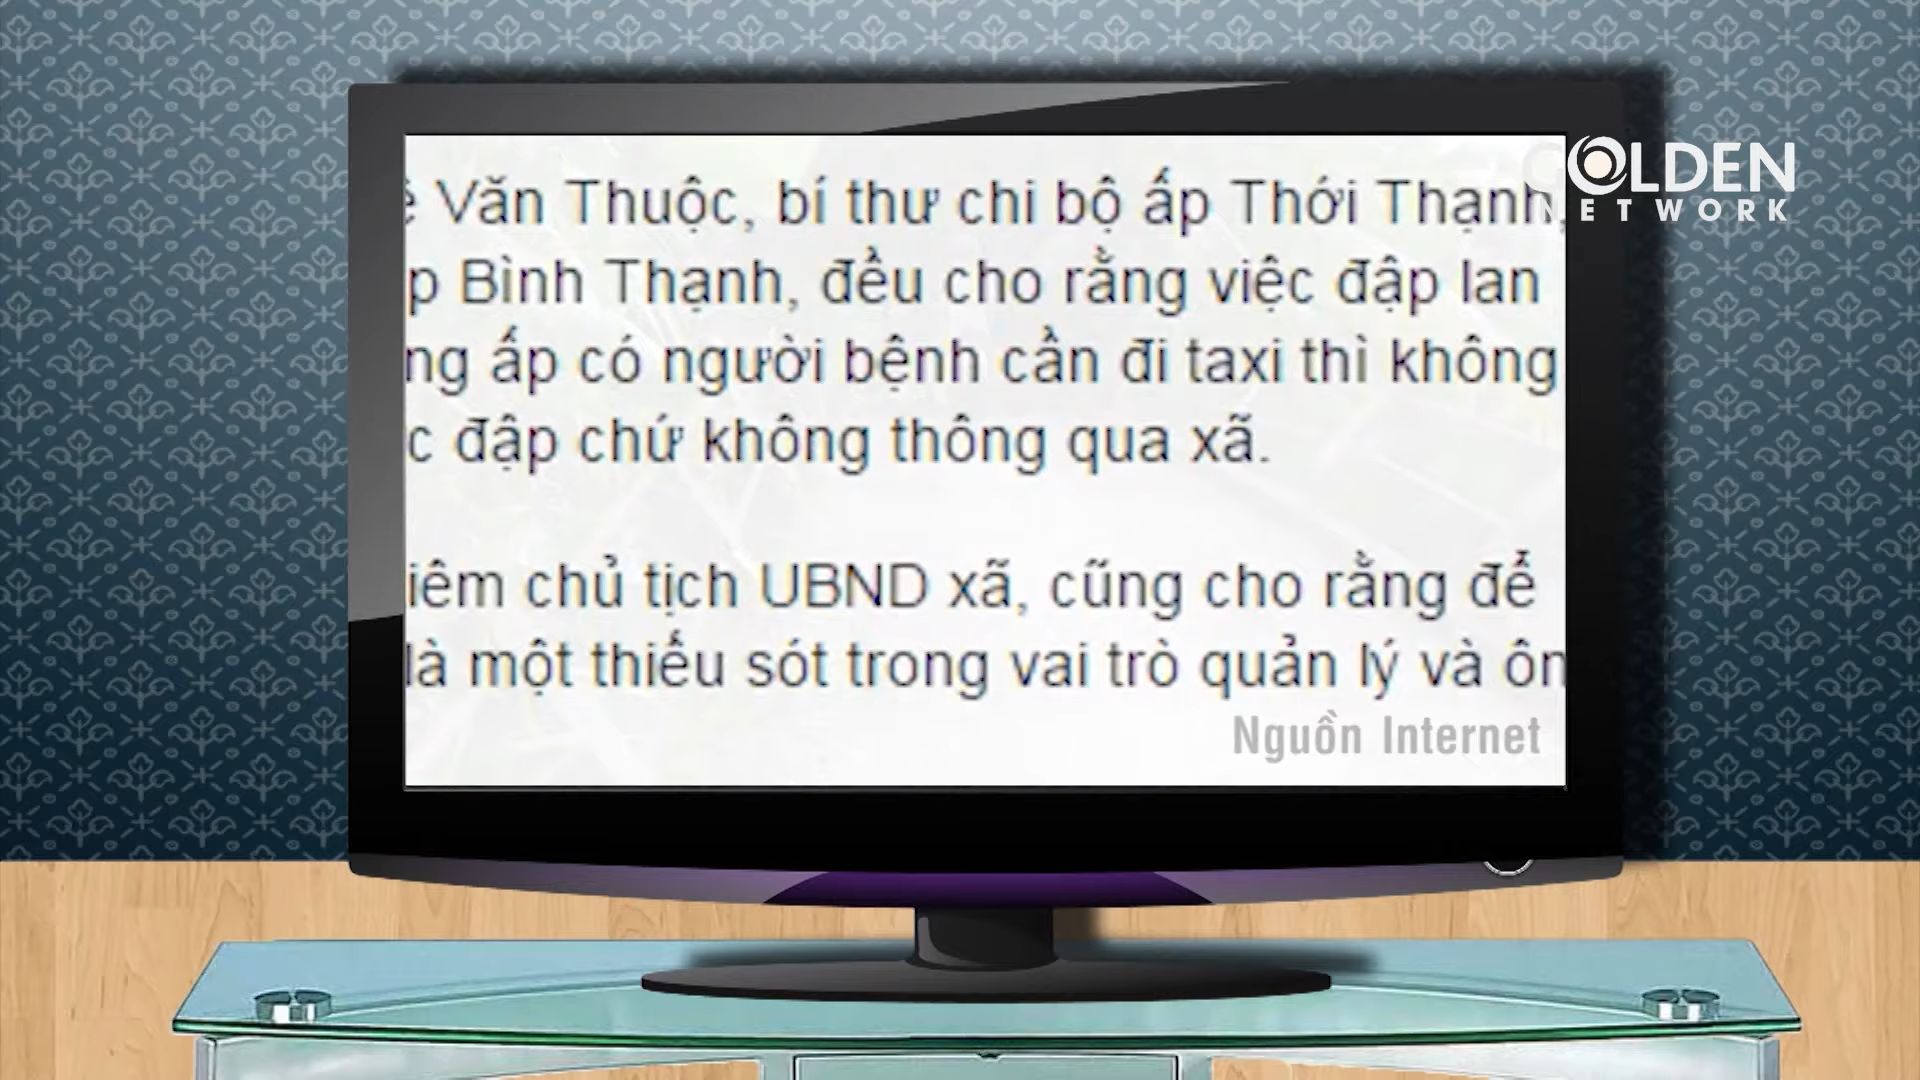 Văn Thuộc, bí thư chi bộ ấp Thới Thạnh,
p Bình Thạnh, đều cho rằng việc đập lan
ng ấp có người bệnh cần đi taxi thì không
c đập chứ không thông qua xã.
iêm chủ tịch UBND xã, cũng cho rằng để
là một thiếu sót trong vai trò quản lý và ôn
Nguồn Internet
GOLDEN
NETWORK